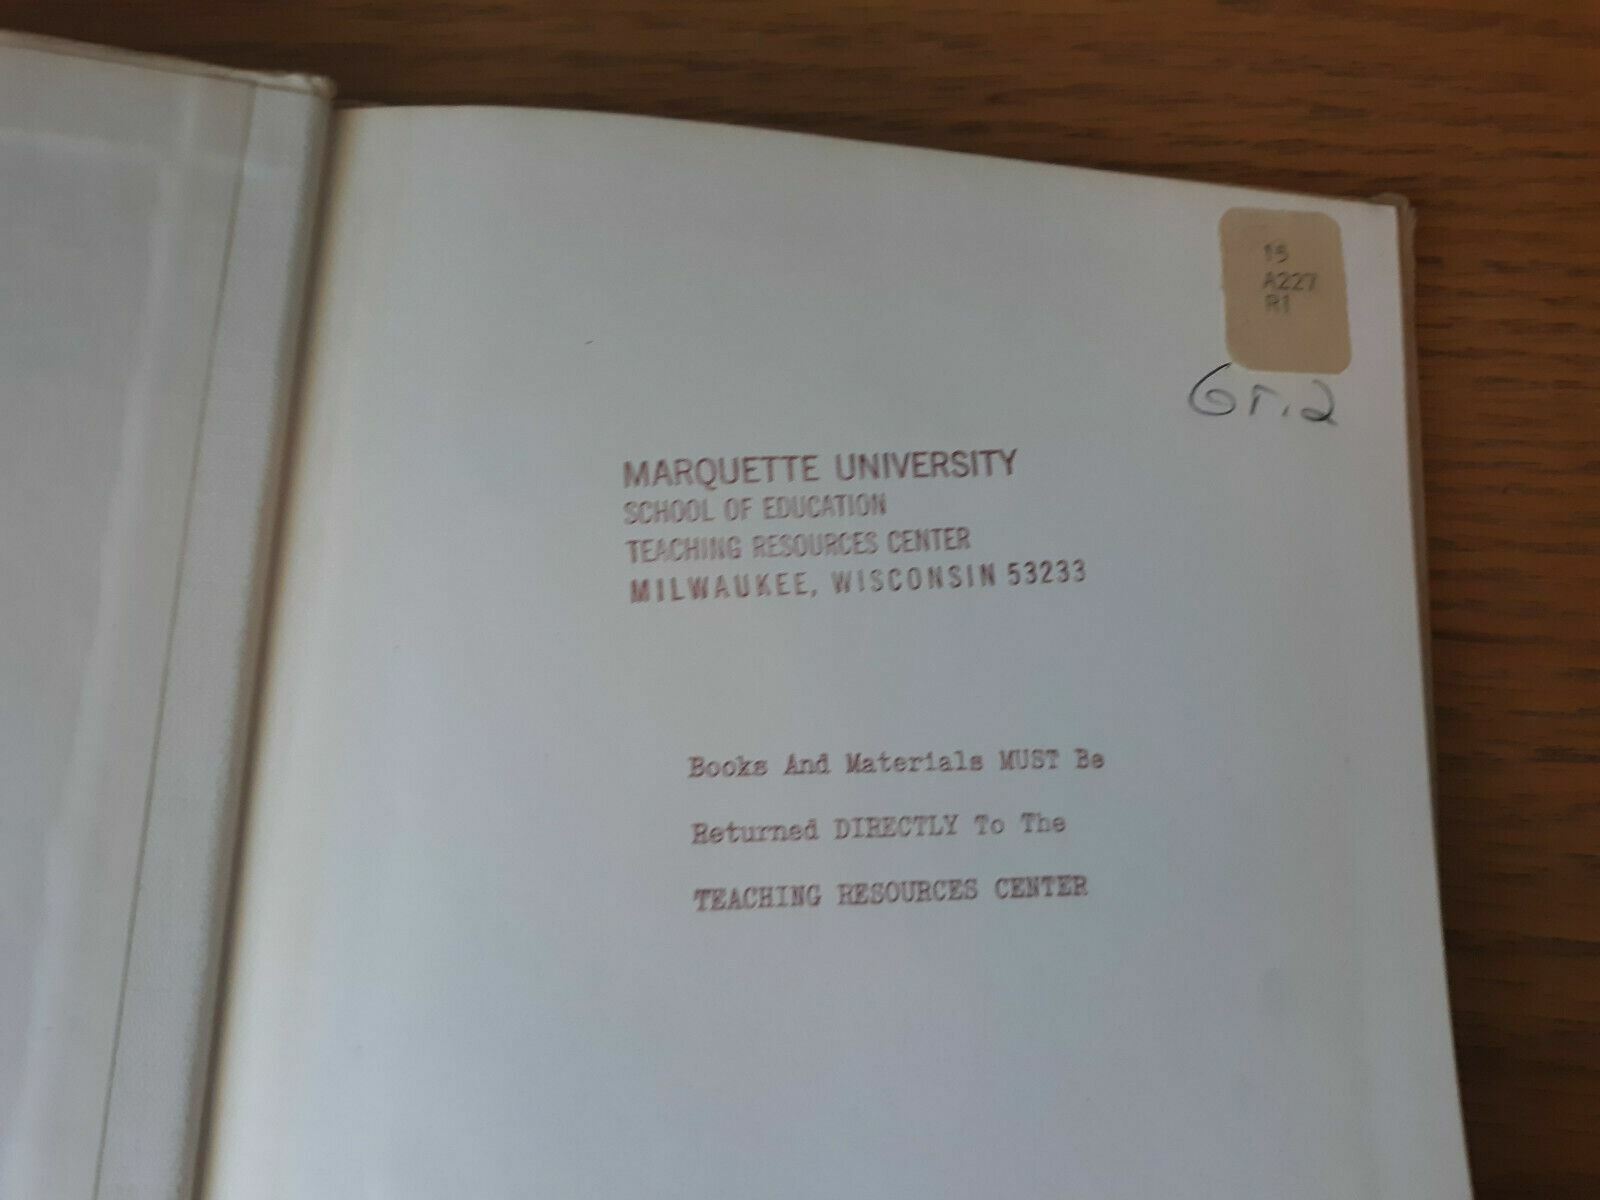 15
A227
R1
Gr.2
MARQUETTE UNIVERSITY
SCHOOL OF EDUCATION
TEACHING RESOURCES CENTER
MILWAUKEE, WISCONSIN 53233
Books And Materials MUST Be
Returned DIRECTLY To The
TEACHING RESOURCES CENTER